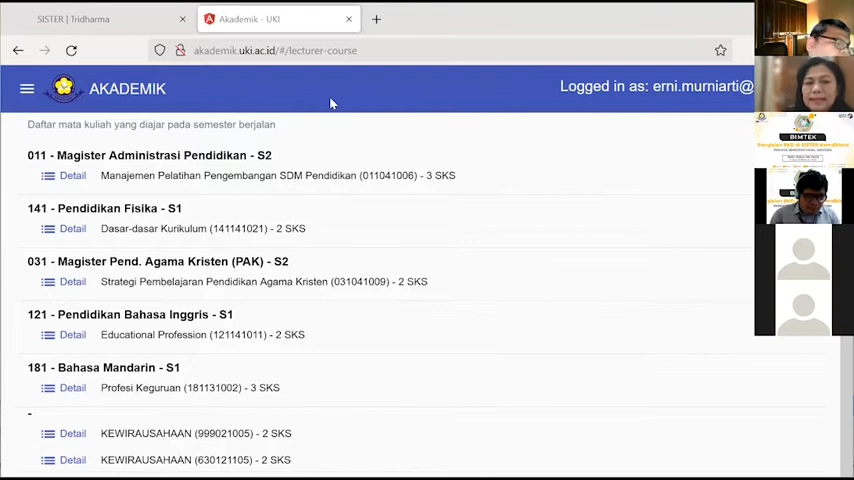 SISTER | Tridharma
Akademik - UKI
akademik.uki.ac.id/#/lecturer-course
AKADEMIK
Logged in as: erni.murniarti@
Daftar mata kuliah yang diajar pada semester berjalan
011 - Magister Administrasi Pendidikan - S2
Detail Manajemen Pelatihan Pengembangan SDM Pendidikan (011041006) - 3 SKS
141 - Pendidikan Fisika - S1
Detail Dasar-dasar Kurikulum (141141021) - 2 SKS
031 - Magister Pend. Agama Kristen (PAK) - S2
Detail Strategi Pembelajaran Pendidikan Agama Kristen (031041009) - 2 SKS
121 - Pendidikan Bahasa Inggris - S1
Detail Educational Profession (121141011) - 2 SKS
181 - Bahasa Mandarin - S1
Detail Profesi Keguruan (181131002) - 3 SKS
-
Detail KEWIRAUSAHAAN (999021005) - 2 SKS
Detail KEWIRAUSAHAAN (630121105) - 2 SKS
BIMTEK
Pengisian BKD di SISTER Kemdikbud